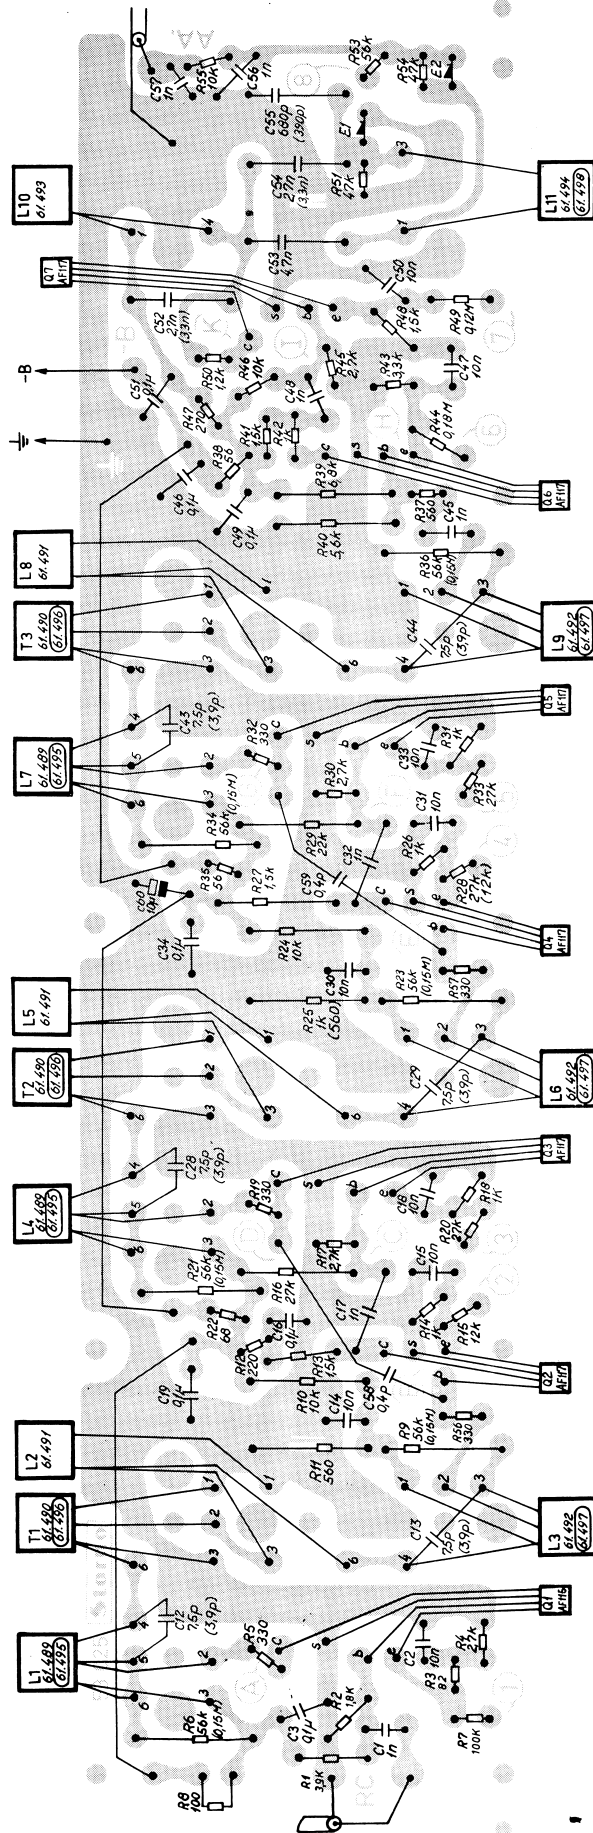 L1
61.489
61.495
T1
61.490
61.496
L2
61.491
L4
61.489
61.495
T2
61.490
61.496
L5
61.491
L7
61.489
61.495
T3
61.490
61.496
L8
61.491
-B
Q7
AF117
L10
61.493
R8
100
R6
56k
(0,15M)
C12
7,5p
(3,9p)
R5
330
C19
0,1µ
R22
68
R21
56k
(0,15M)
C28
7,5p
(3,9p)
R19
330
R12
220
C16
0,1µ
R16
27k
R13
1,5k
R10
10k
C14
10n
R11
560
C34
0,1µ
C60
10µ
R35
56
R34
56k
(0,15M)
C43
7,5p
(3,9p)
R32
330
R27
1,5k
R24
10k
R25
1k
(560)
C30
10n
C59
0,4p
R29
22k
R30
2,7k
C32
1n
C46
0,1µ
C49
0,1µ
R38
56
R47
270
C51
0,1µ
R50
1,2k
R46
10k
R41
1,5k
R42
1k
C48
1n
R45
2,7k
C52
2,7n
(3,3n)
C53
4,7n
C54
2,7n
(3,3n)
C55
680p
(390p)
C56
1n
R55
10k
C57
1n
R53
56k
R54
47k
E2
E1
R51
47k
R1
3,9k
C3
0,1µ
R2
1,8k
C1
1n
R7
100k
R3
82
R4
2,7k
C2
10n
C13
7,5p
(3,9p)
R9
56k
(0,15M)
R56
330
C58
0,4p
C17
1n
R17
2,7k
R14
1k
R15
12k
C15
10n
R20
27k
R18
1k
C18
10n
C29
7,5p
(3,9p)
R23
56k
(0,15M)
R57
330
R26
1k
R28
27k
(12k)
C31
10n
R33
27k
R31
1k
C33
10n
C44
7,5p
(3,9p)
R36
56k
(0,15M)
C45
1n
R37
560
R40
5,6k
R39
6,8k
R44
0,18M
R43
3,3k
C47
10n
R48
1,5k
R49
0,12M
C50
10n
Q1
AF116
L3
61.492
61.497
Q2
AF117
Q3
AF117
L6
61.492
61.497
Q4
AF117
Q5
AF117
L9
61.492
61.497
Q6
AF117
L11
61.494
61.498